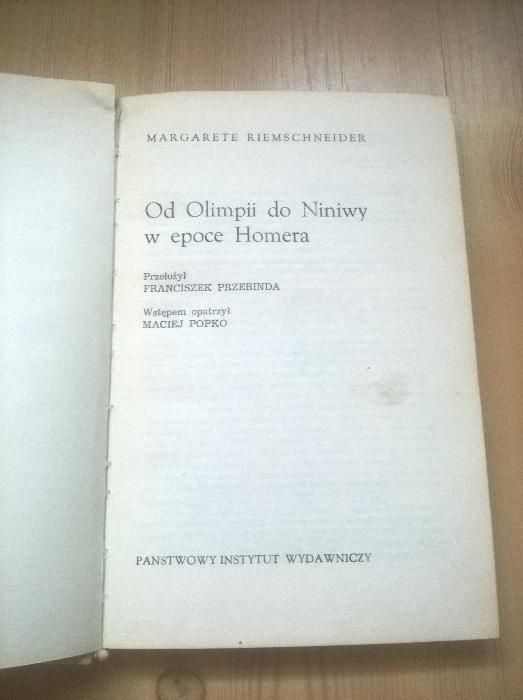 MARGARETE RIEMSCHNEIDER
Od Olimpii do Niniwy
w epoce Homera
Przełożył
FRANCISZEK PRZEBINDA
Wstępem opatrzył
MACIEJ POPKO
PAŃSTWOWY INSTYTUT WYDAWNICZY